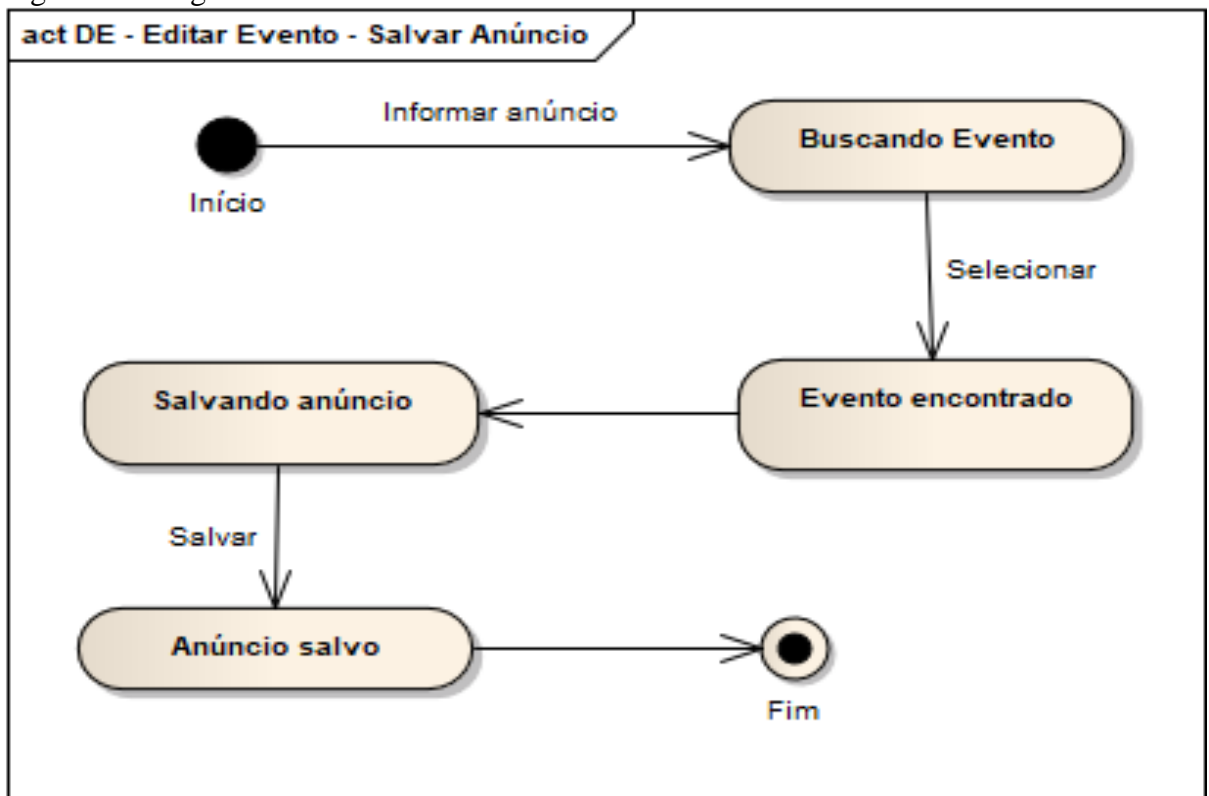 act DE - Editar Evento - Salvar Anúncio
Informar anúncio
Buscando Evento
Início
Selecionar
Salvando anúncio
Evento encontrado
Salvar
Anúncio salvo
Fim